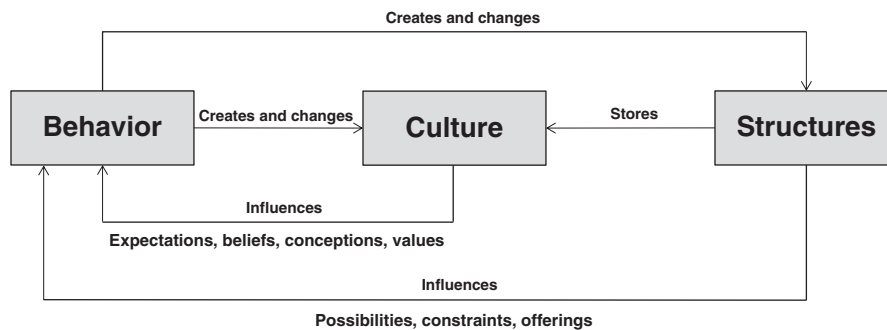 Creates and changes
Behavior
Creates and changes
Culture
Stores
Structures
Influences
Expectations, beliefs, conceptions, values
Influences
Possibilities, constraints, offerings